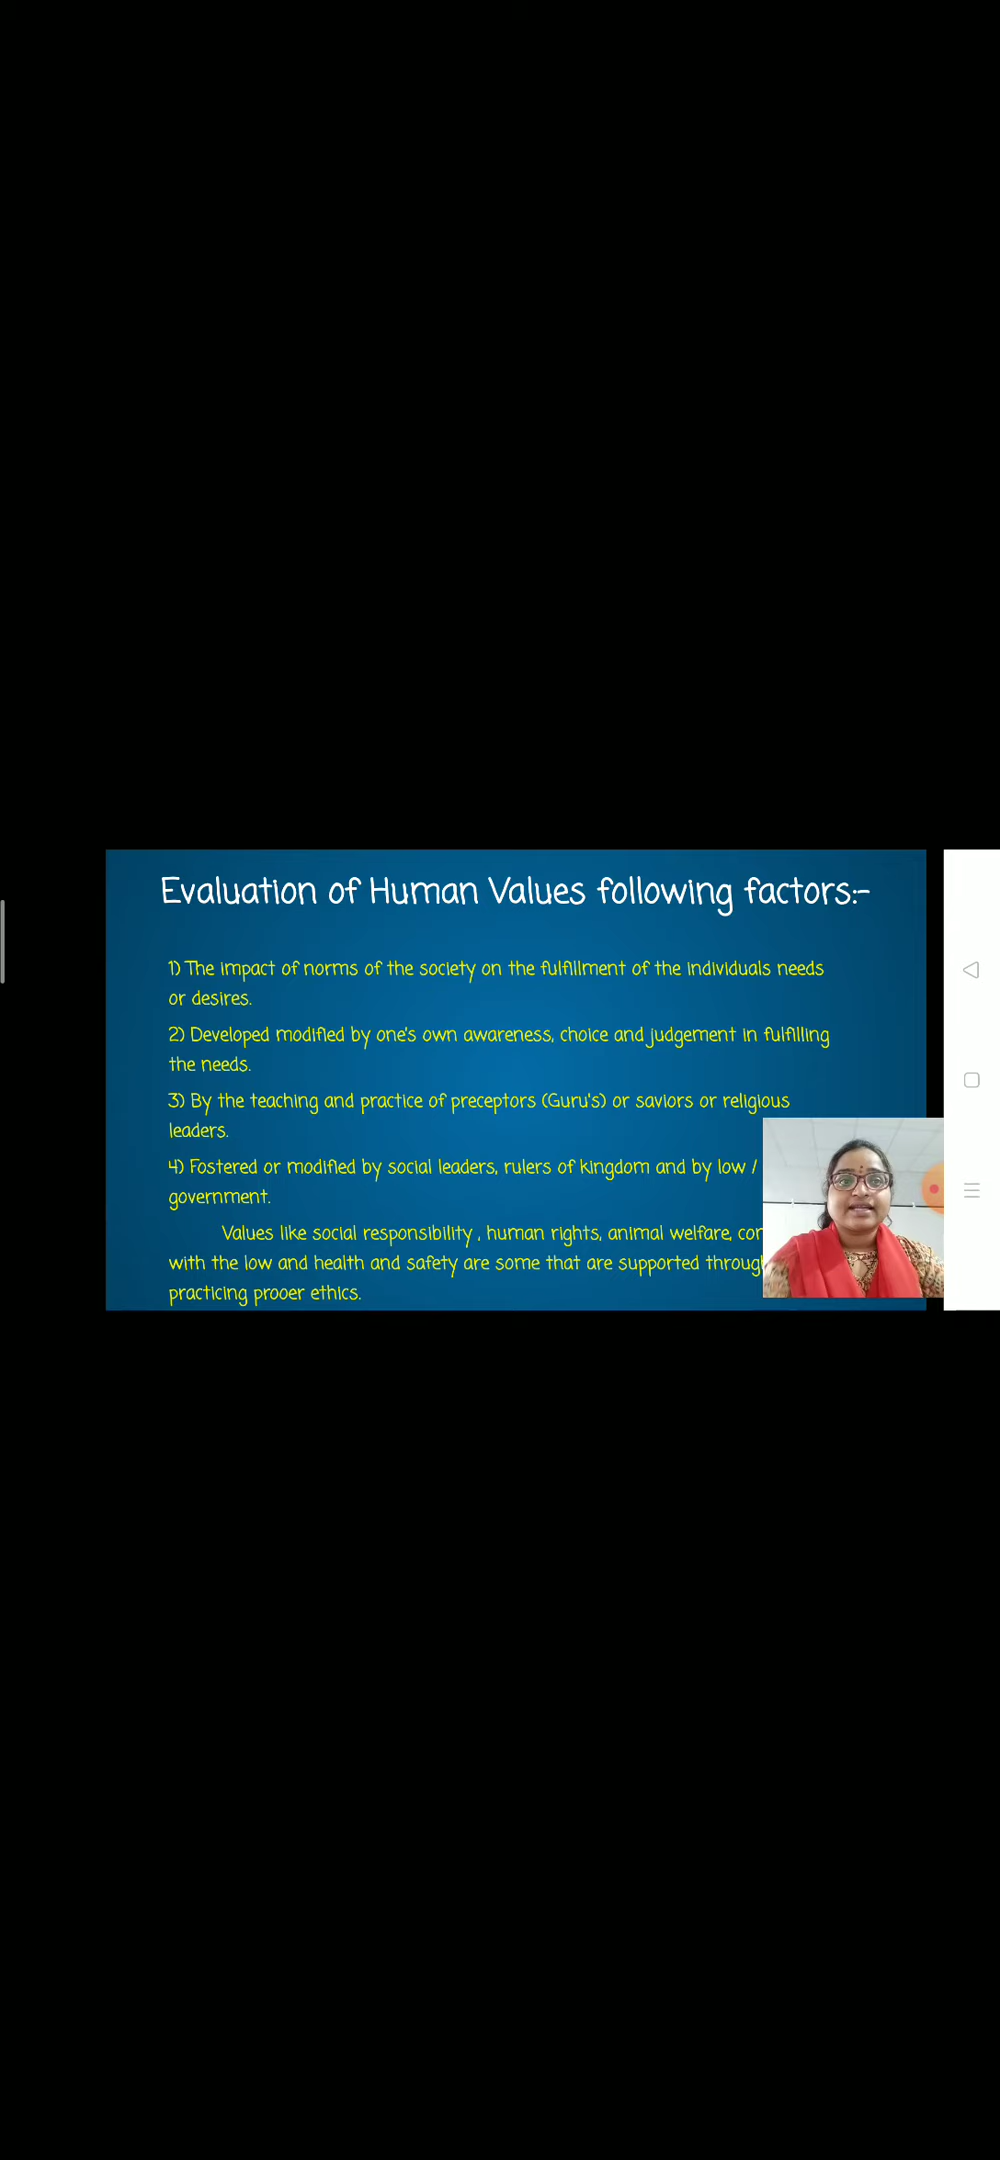 Evaluation of Human Values following factors:-
1) The impact of norms of the society on the fulfillment of the individuals needs
or desires.
2) Developed modified by one's own awareness, choice and judgement in fulfilling
the needs.
3) By the teaching and practice of preceptors (Guru's) or saviors or religious
leaders.
4) Fostered or modified by social leaders, rulers of kingdom and by low /
government.
Values like social responsibility , human rights, animal welfare,
with the low and health and safety are some that are supported
practicing prooer ethics.